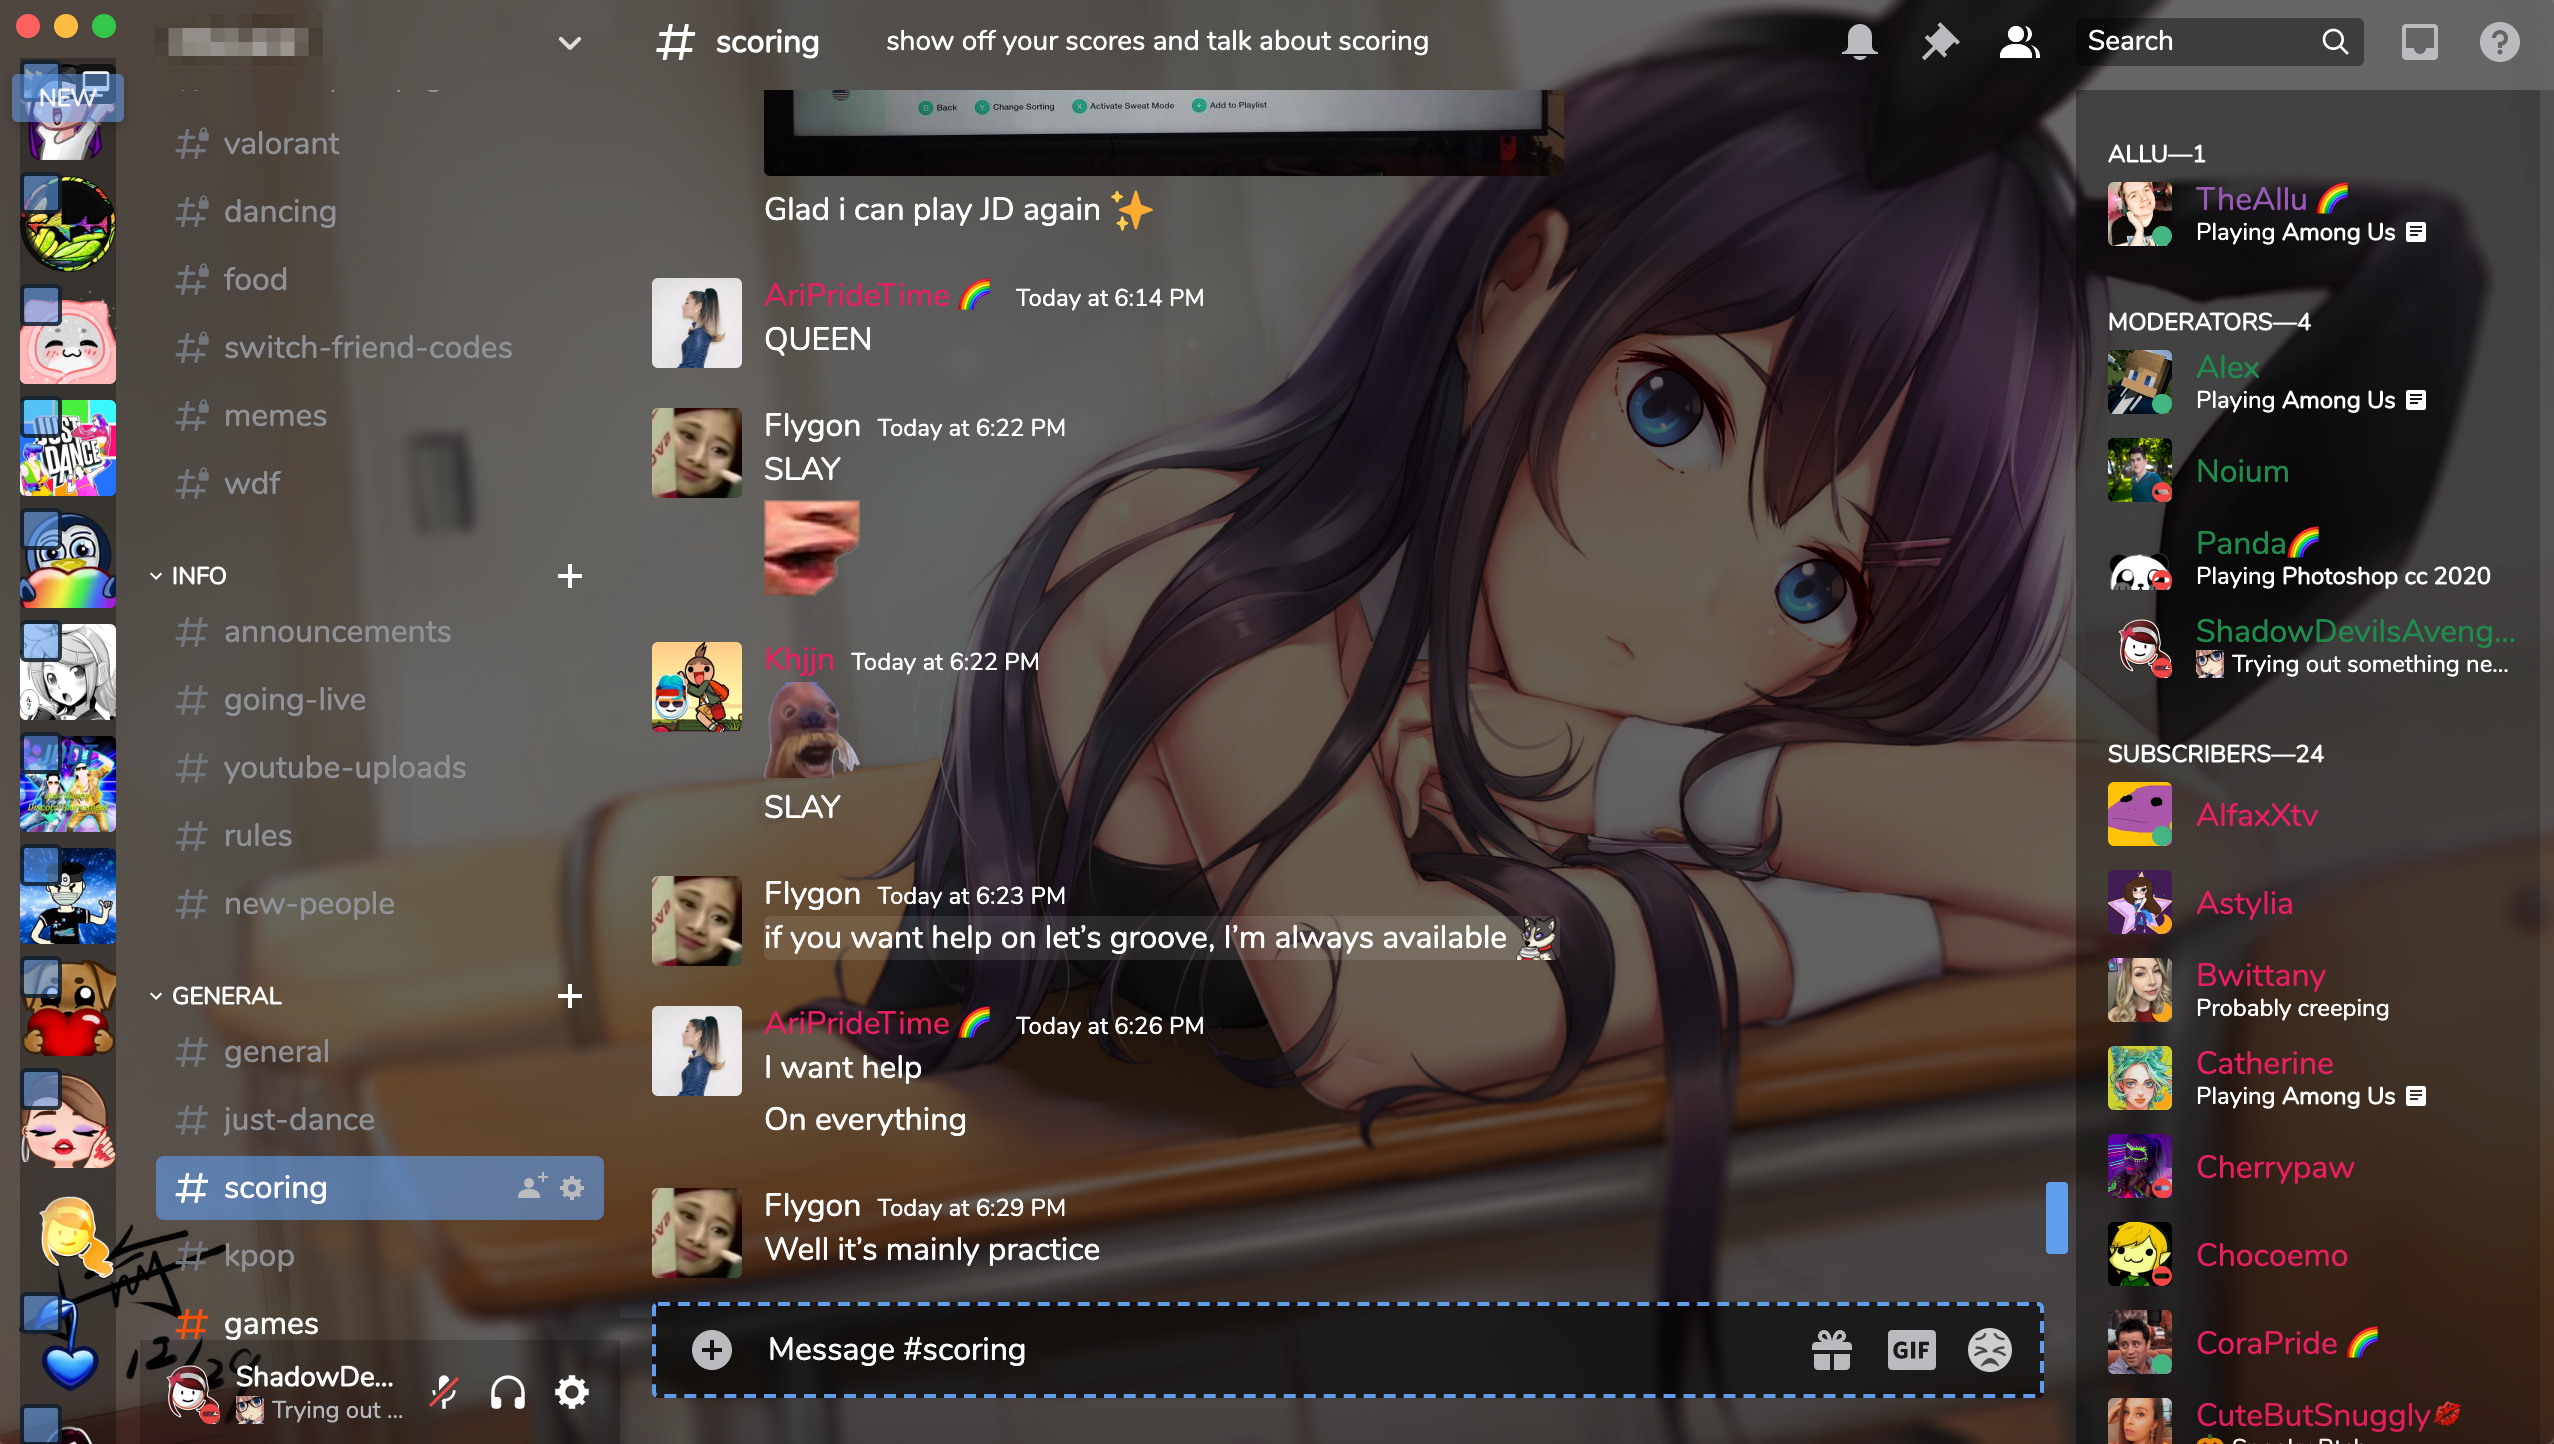 NEW
valorant
dancing
food
switch-friend-codes
memes
wdf
INFO
announcements
going-live
youtube-uploads
rules
new-people
GENERAL
general
just-dance
scoring
kpop
games
ShadowDe...
Trying out ...
scoring
show off your scores and talk about scoring
Search
B Back
Y Change Sorting
X Activate Sweat Mode
+ Add to Playlist
Glad i can play JD again
AriPrideTime Today at 6:14 PM
QUEEN
Flygon Today at 6:22 PM
SLAY
Khjjn Today at 6:22 PM
SLAY
Flygon Today at 6:23 PM
if you want help on let's groove, I'm always available
AriPrideTime Today at 6:26 PM
I want help
On everything
Flygon Today at 6:29 PM
Well it's mainly practice
Message #scoring
GIF
ALLU—1
TheAllu
Playing Among Us
MODERATORS—4
Alex
Playing Among Us
Noium
Panda
Playing Photoshop cc 2020
ShadowDevilsAveng...
Trying out something ne...
SUBSCRIBERS—24
AlfaxXtv
Astylia
Bwittany
Probably creeping
Catherine
Playing Among Us
Cherrypaw
Chocoemo
CoraPride
CuteButSnuggly